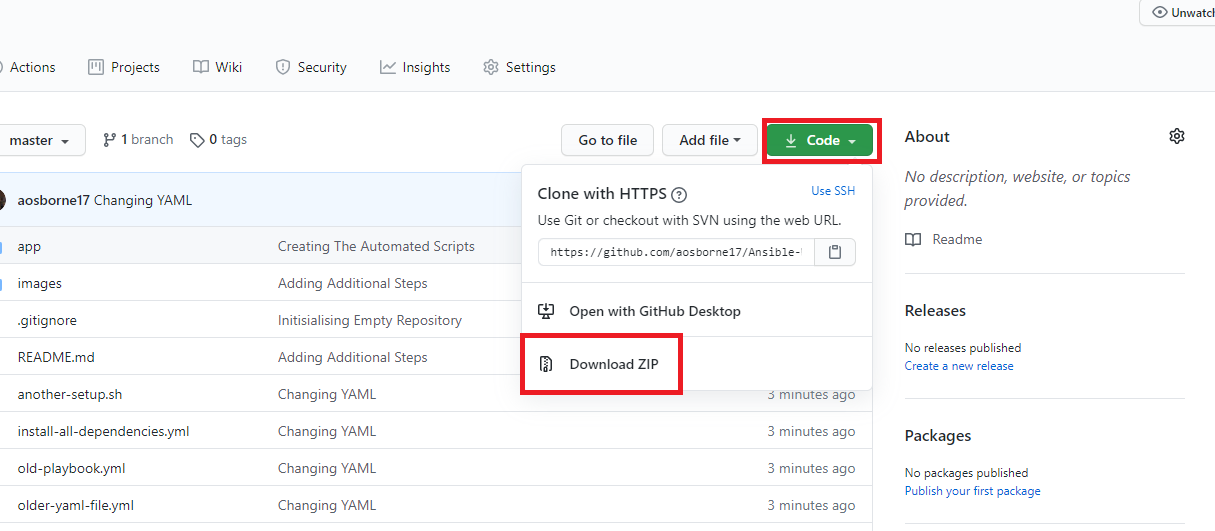 Unwatch
Actions Projects Wiki Security Insights Settings
master 1 branch 0 tags Go to file Add file Code
About
No description, website, or topics
provided.
Readme
Releases
No releases published
Create a new release
Packages
No packages published
Publish your first package
Clone with HTTPS Use SSH
Use Git or checkout with SVN using the web URL.
https://github.com/aosborne17/Ansible-
Open with GitHub Desktop
Download ZIP
aosborne17 Changing YAML
app Creating The Automated Scripts
images Adding Additional Steps
.gitignore Initisialising Empty Repository
README.md Adding Additional Steps
another-setup.sh Changing YAML 3 minutes ago
install-all-dependencies.yml Changing YAML 3 minutes ago
old-playbook.yml Changing YAML 3 minutes ago
older-yaml-file.yml Changing YAML 3 minutes ago